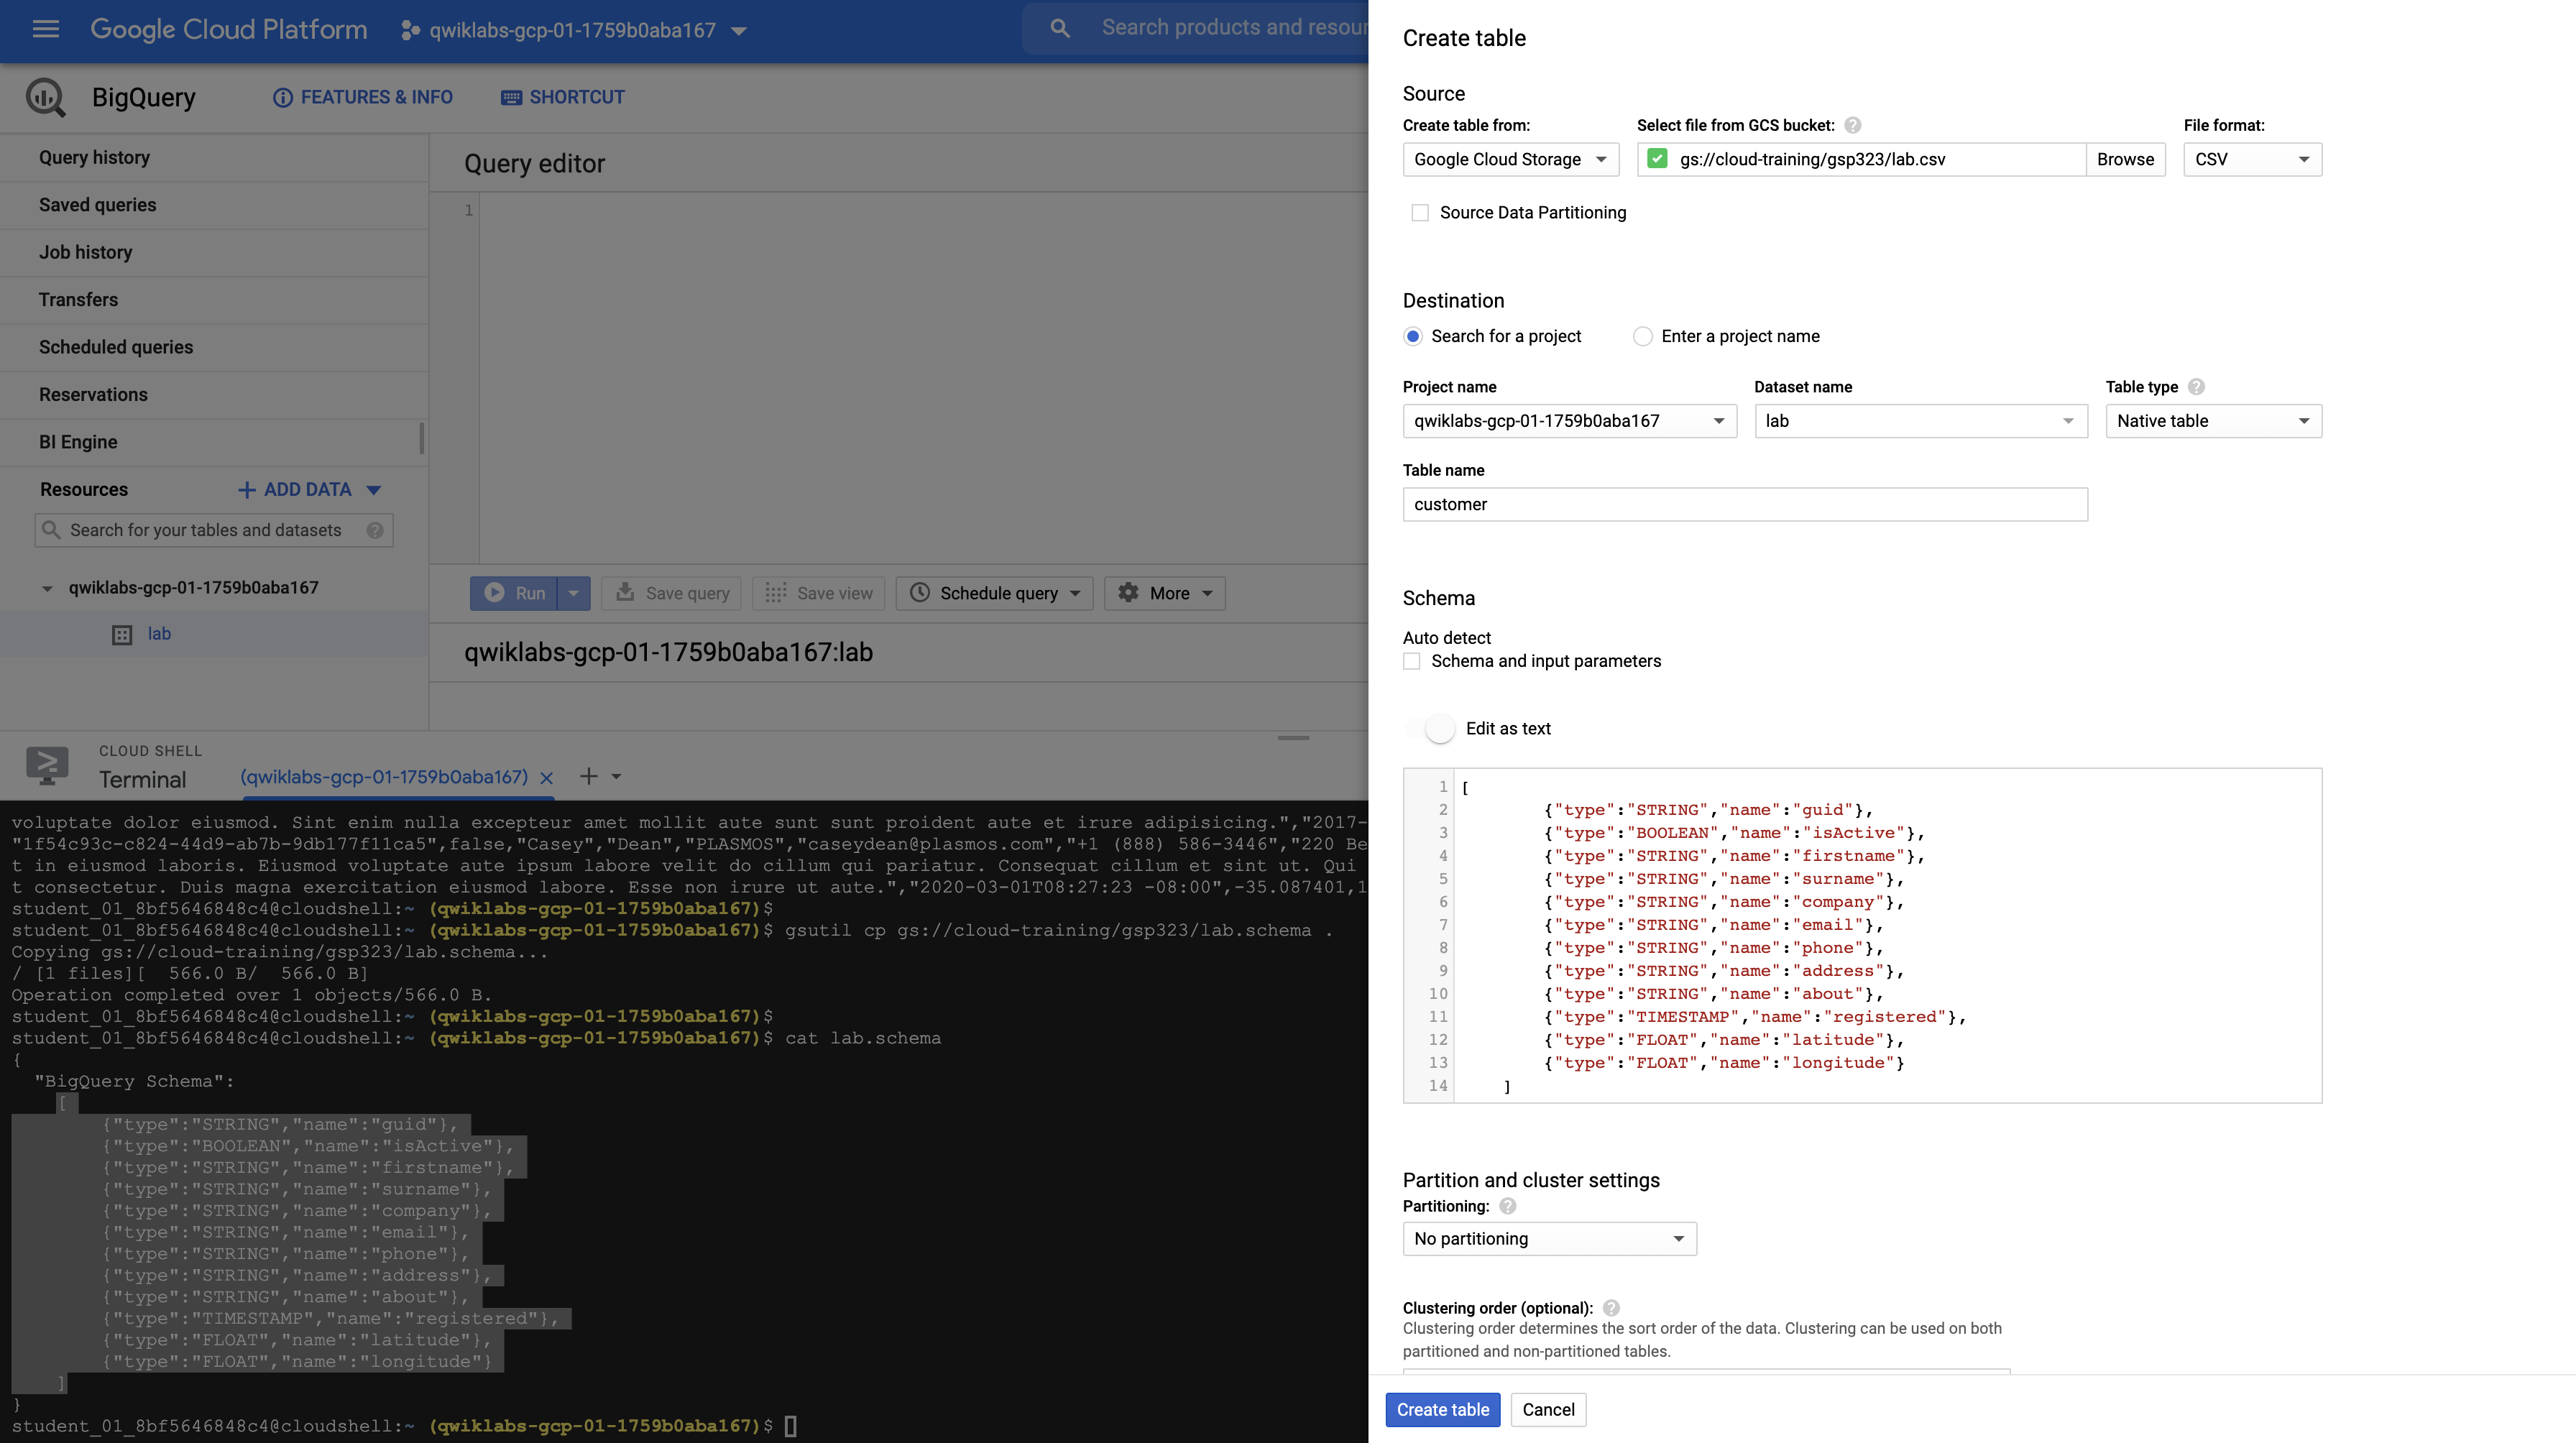 Google Cloud Platform
qwiklabs-gcp-01-1759b0aba167
Search products and resour
BigQuery
FEATURES & INFO
SHORTCUT
Query history
Saved queries
Job history
Transfers
Scheduled queries
Reservations
BI Engine
Resources
ADD DATA
Search for your tables and datasets
qwiklabs-gcp-01-1759b0aba167
lab
Query editor
1
Run
Save query
Save view
Schedule query
More
qwiklabs-gcp-01-1759b0aba167:lab
CLOUD SHELL
Terminal
(qwiklabs-gcp-01-1759b0aba167)
voluptate dolor eiusmod. Sint enim nulla excepteur amet mollit aute sunt sunt proident aute et irure adipisicing.","2017-
"1f54c93c-c824-44d9-ab7b-9db177f11ca5",false,"Casey","Dean","PLASMOS","caseydean@plasmos.com","+1 (888) 586-3446","220 Be
t in eiusmod laboris. Eiusmod voluptate aute ipsum labore velit do cillum qui pariatur. Consequat cillum et sint ut. Qui
t consectetur. Duis magna exercitation eiusmod labore. Esse non irure ut aute.","2020-03-01T08:27:23 -08:00",-35.087401,1
student_01_8bf5646848c4@cloudshell:~ (qwiklabs-gcp-01-1759b0aba167)$
student_01_8bf5646848c4@cloudshell:~ (qwiklabs-gcp-01-1759b0aba167)$ gsutil cp gs://cloud-training/gsp323/lab.schema .
Copying gs://cloud-training/gsp323/lab.schema...
/ [1 files][  566.0 B/  566.0 B]
Operation completed over 1 objects/566.0 B.
student_01_8bf5646848c4@cloudshell:~ (qwiklabs-gcp-01-1759b0aba167)$
student_01_8bf5646848c4@cloudshell:~ (qwiklabs-gcp-01-1759b0aba167)$ cat lab.schema
{
"BigQuery Schema":
[
{"type":"STRING","name":"guid"},
{"type":"BOOLEAN","name":"isActive"},
{"type":"STRING","name":"firstname"},
{"type":"STRING","name":"surname"},
{"type":"STRING","name":"company"},
{"type":"STRING","name":"email"},
{"type":"STRING","name":"phone"},
{"type":"STRING","name":"address"},
{"type":"STRING","name":"about"},
{"type":"TIMESTAMP","name":"registered"},
{"type":"FLOAT","name":"latitude"},
{"type":"FLOAT","name":"longitude"}
]
}
student_01_8bf5646848c4@cloudshell:~ (qwiklabs-gcp-01-1759b0aba167)$
Create table
Source
Create table from:
Select file from GCS bucket:
File format:
Google Cloud Storage
gs://cloud-training/gsp323/lab.csv
Browse
CSV
Source Data Partitioning
Destination
Search for a project
Enter a project name
Project name
Dataset name
Table type
qwiklabs-gcp-01-1759b0aba167
lab
Native table
Table name
customer
Schema
Auto detect
Schema and input parameters
Edit as text
1 [
2 {"type":"STRING","name":"guid"},
3 {"type":"BOOLEAN","name":"isActive"},
4 {"type":"STRING","name":"firstname"},
5 {"type":"STRING","name":"surname"},
6 {"type":"STRING","name":"company"},
7 {"type":"STRING","name":"email"},
8 {"type":"STRING","name":"phone"},
9 {"type":"STRING","name":"address"},
10 {"type":"STRING","name":"about"},
11 {"type":"TIMESTAMP","name":"registered"},
12 {"type":"FLOAT","name":"latitude"},
13 {"type":"FLOAT","name":"longitude"}
14 ]
Partition and cluster settings
Partitioning:
No partitioning
Clustering order (optional):
Clustering order determines the sort order of the data. Clustering can be used on both
partitioned and non-partitioned tables.
Create table
Cancel